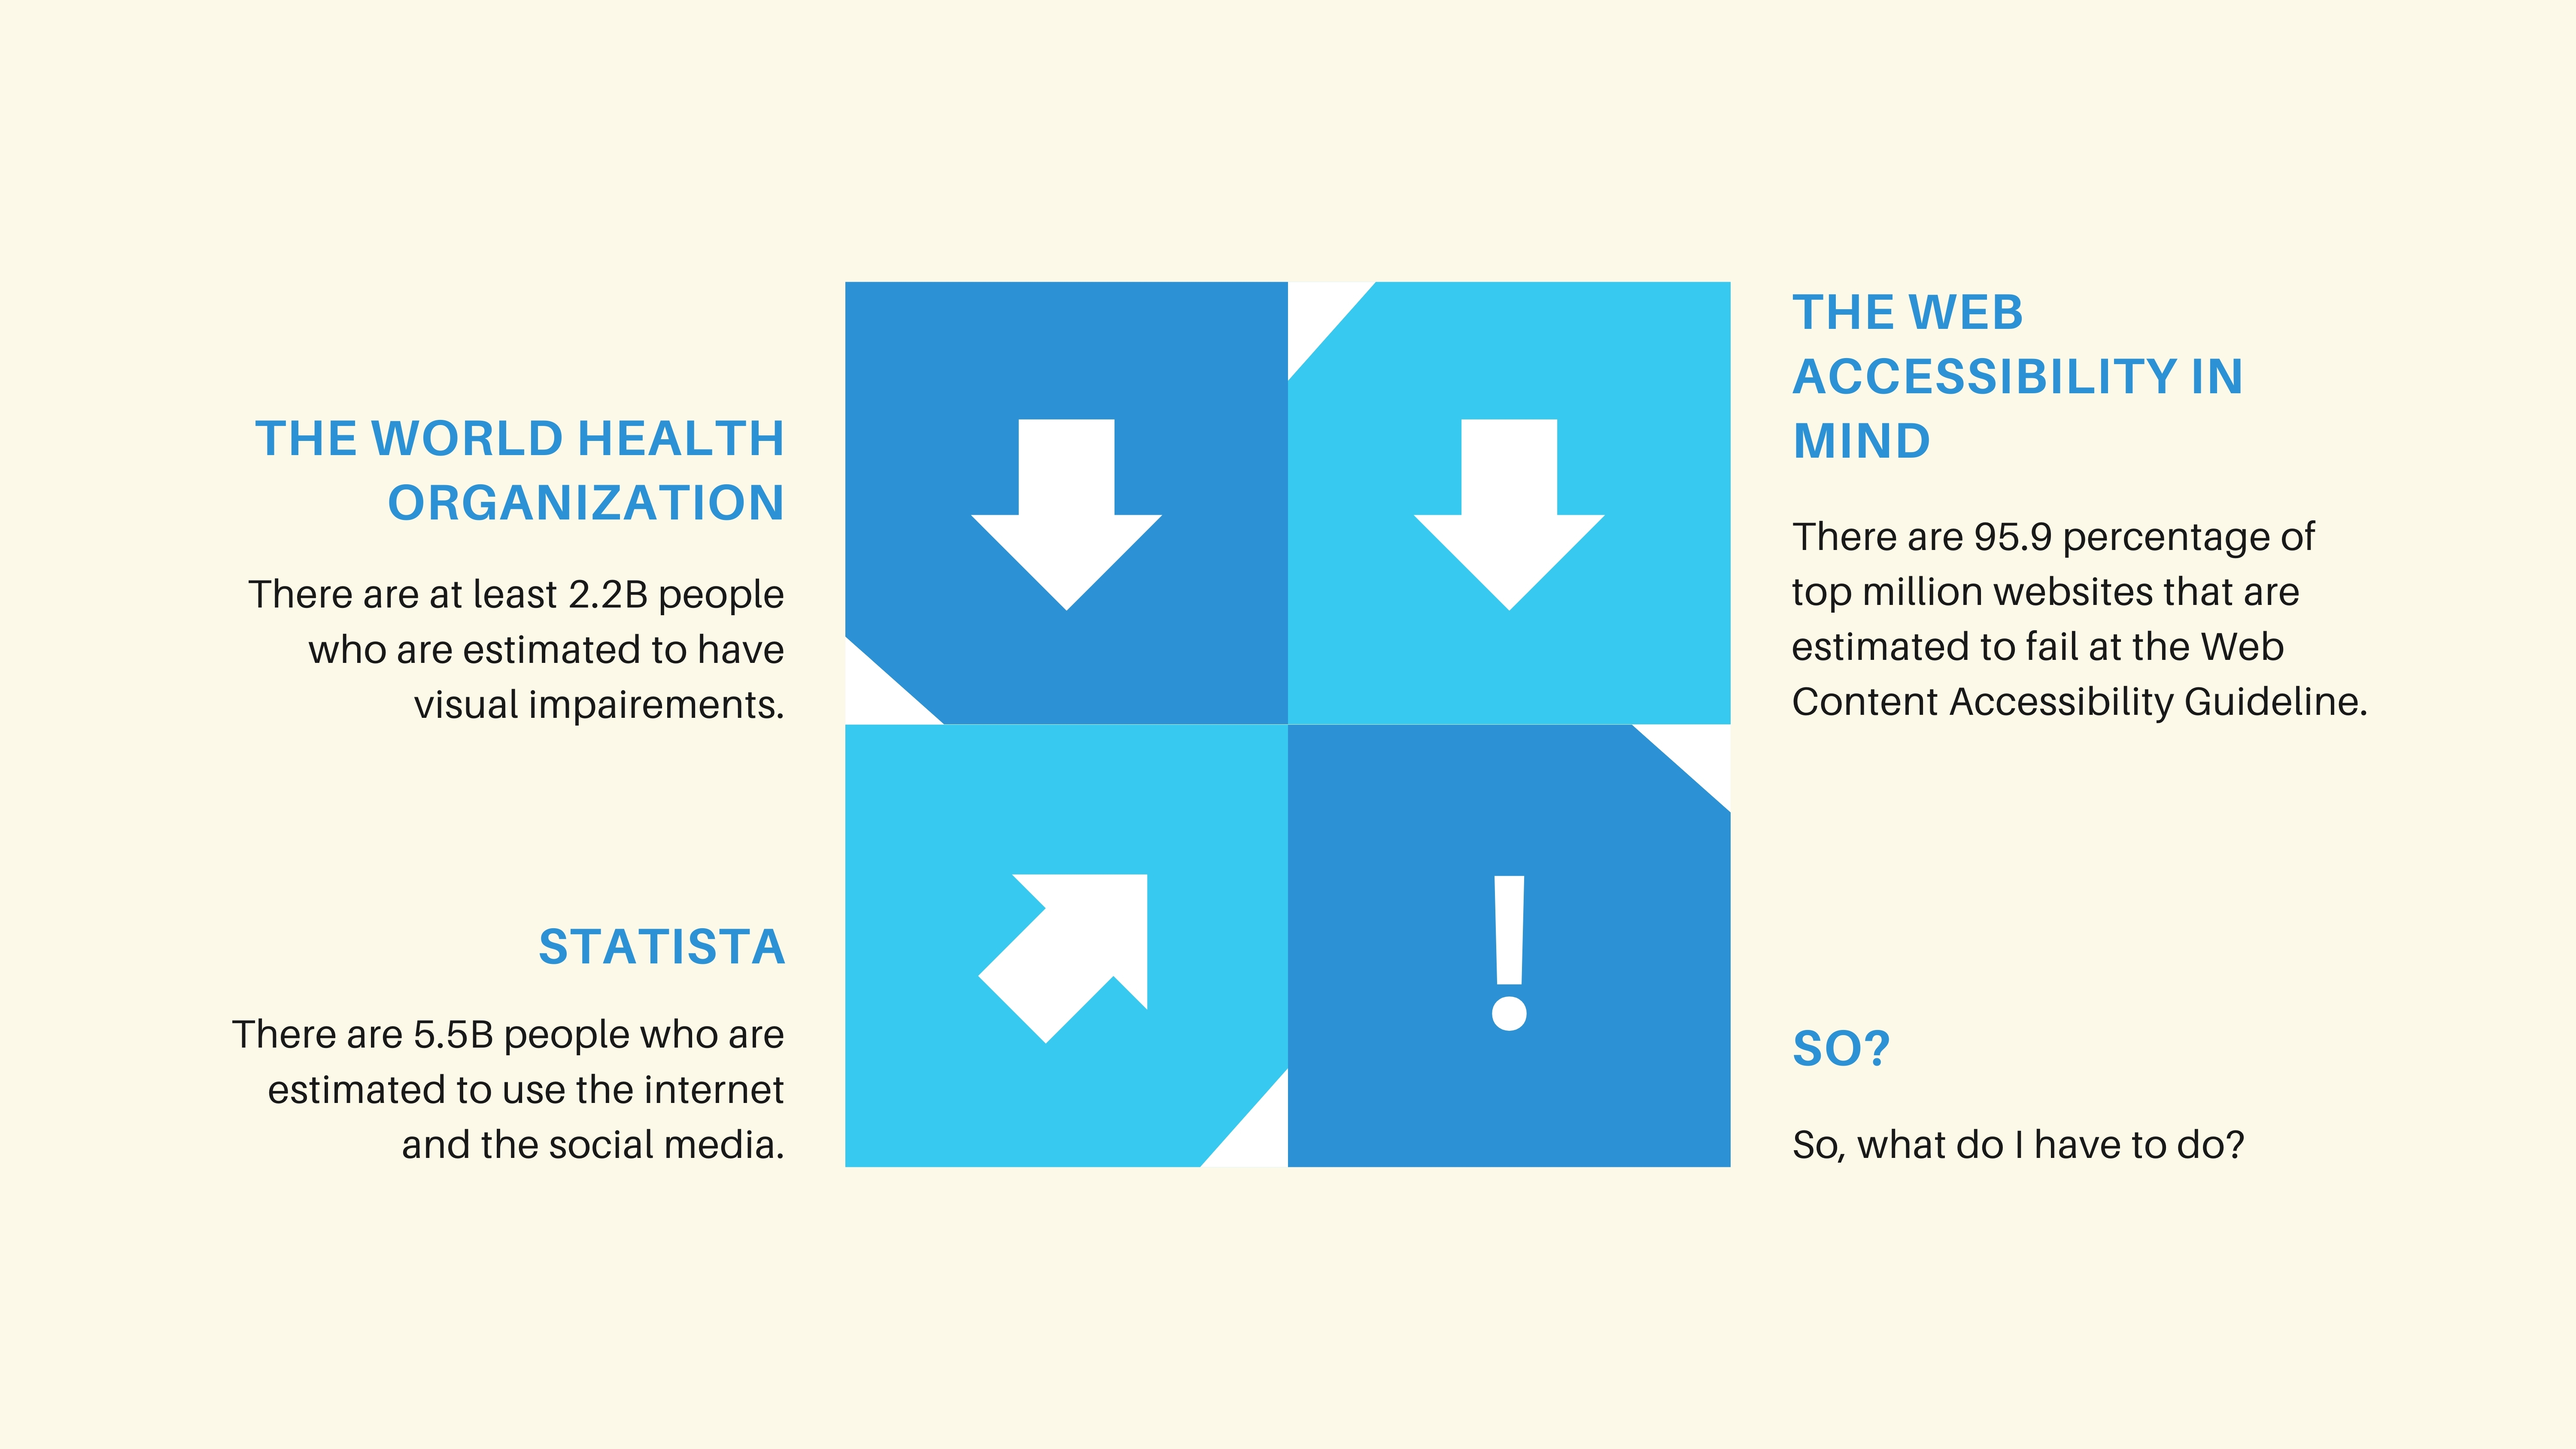 THE WORLD HEALTH
ORGANIZATION
There are at least 2.2B people
who are estimated to have
visual impairements.
THE WEB
ACCESSIBILITY IN
MIND
There are 95.9 percentage of
top million websites that are
estimated to fail at the Web
Content Accessibility Guideline.
STATISTA
There are 5.5B people who are
estimated to use the internet
and the social media.
!
SO?
So, what do I have to do?